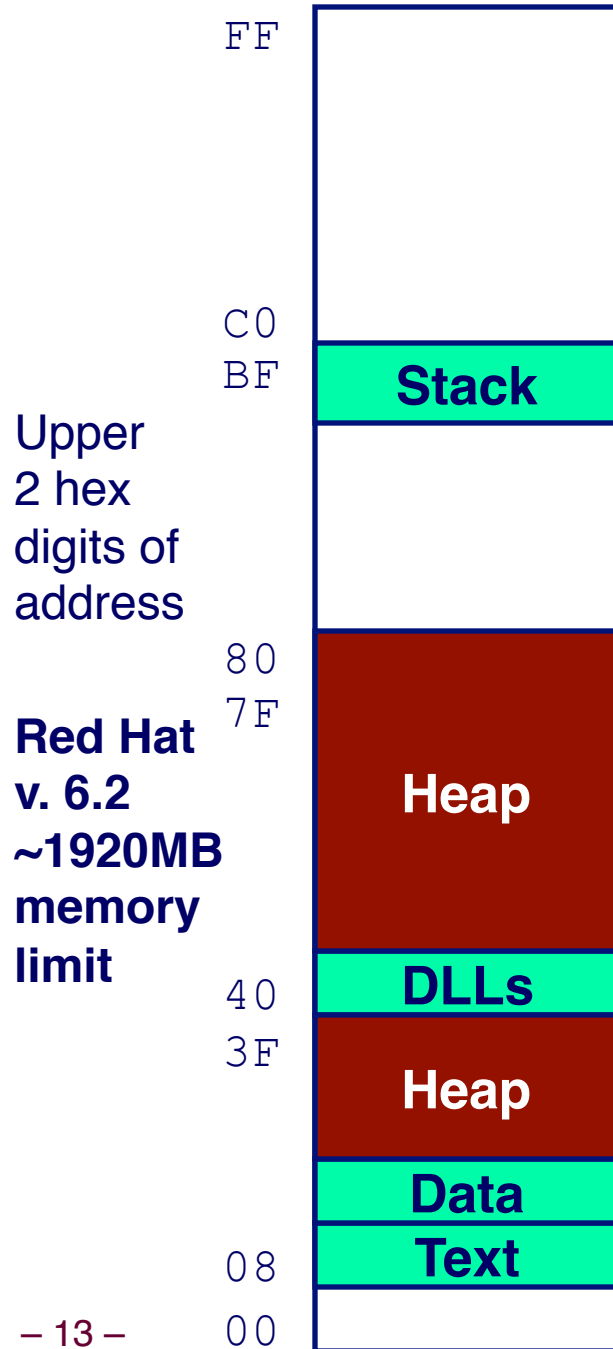 FF
C0
BF
Stack
Upper
2 hex
digits of
address
80
7F
Red Hat
v. 6.2
~1920MB
memory
limit
Heap
40
DLLs
3F
Heap
Data
08
Text
– 13 –
00